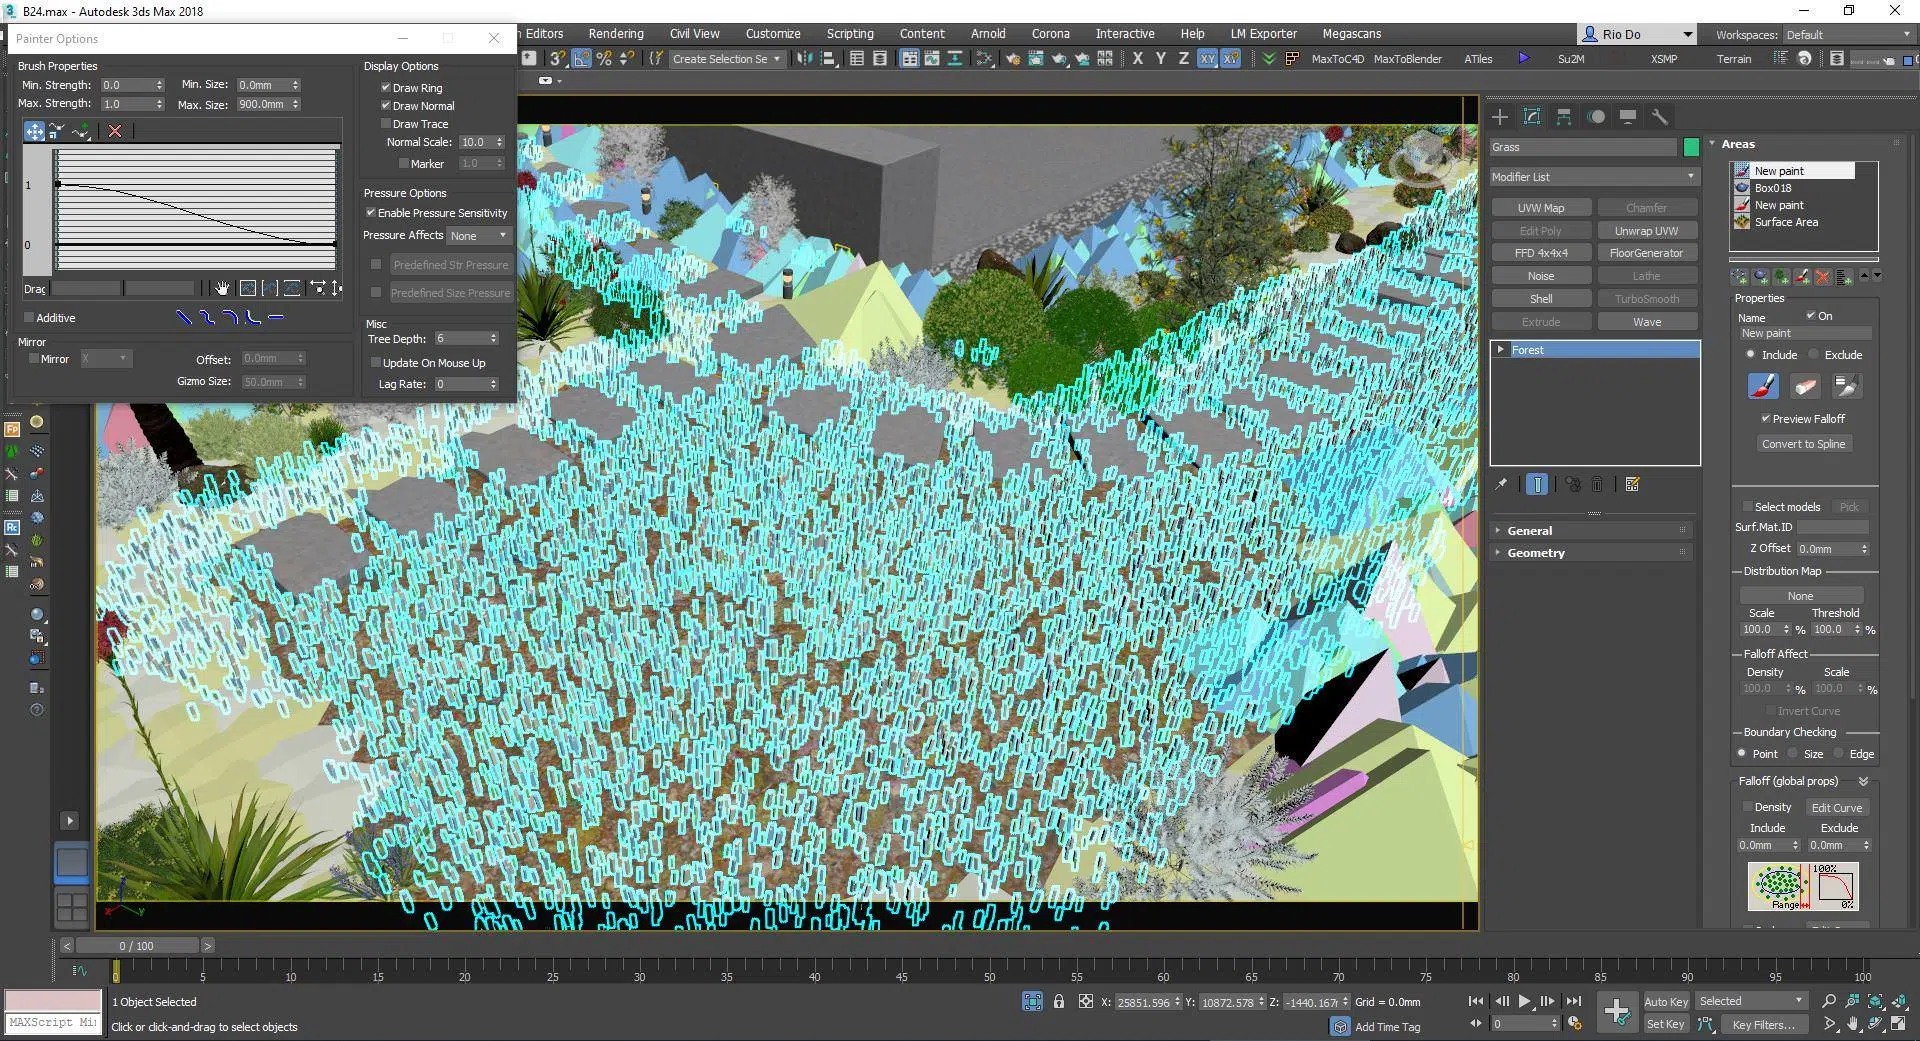 B24.max - Autodesk 3ds Max 2018
Painter Options
Editors Rendering Civil View Customize Scripting Content Arnold Corona Interactive Help LM Exporter Megascans
Rio Do
Workspaces: Default
Create Selection Se
X Y Z XY
MaxToC4D MaxToBlender ATiles Su2M XSMP Terrain
Brush Properties
Min. Strength: 0.0 Min. Size: 0.0mm
Max. Strength: 1.0 Max. Size: 900.0mm
1
0
Drag
Additive
Mirror
Mirror X Offset: 0.0mm
Gizmo Size: 50.0mm
Display Options
Draw Ring
Draw Normal
Draw Trace
Normal Scale: 10.0
Marker 1.0
Pressure Options
Enable Pressure Sensitivity
Pressure Affects None
Predefined Str Pressure
Predefined Size Pressure
Misc
Tree Depth: 6
Update On Mouse Up
Lag Rate: 0
Fp
Rc
Grass
Modifier List
UVW Map Chamfer
Edit Poly Unwrap UVW
FFD 4x4x4 FloorGenerator
Noise Lathe
Shell TurboSmooth
Extrude Wave
Forest
General
Geometry
Areas
New paint
Box018
New paint
Surface Area
Properties
Name On
New paint
Include Exclude
Preview Falloff
Convert to Spline
Select models Pick
Surf.Mat.ID
Z Offset 0.0mm
Distribution Map
None
Scale Threshold
100.0 % 100.0 %
Falloff Affect
Density Scale
100.0 % 100.0 %
Invert Curve
Boundary Checking
Point Size Edge
Falloff (global props)
Density Edit Curve
Include Exclude
0.0mm 0.0mm
100%
Range 0%
x y
< 0 / 100 >
0 5 10 15 20 25 30 35 40 45 50 55 60 65 70 75 80 85 90 95 100
1 Object Selected
MAXScript Mi
Click or click-and-drag to select objects
X: 25851.596 Y: 10872.578 Z: -1440.167 Grid = 0.0mm
Add Time Tag
0
Auto Key Selected
Set Key Key Filters...